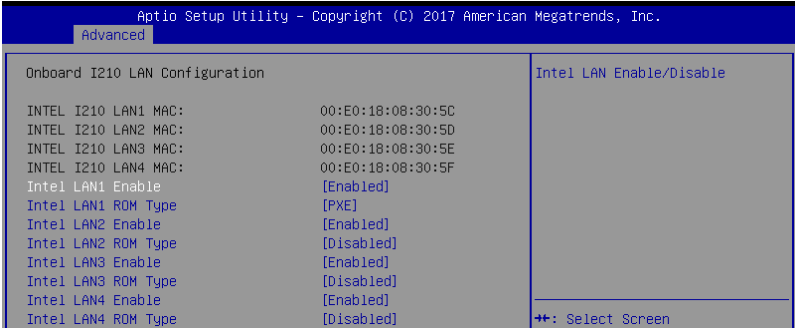 Aptio Setup Utility – Copyright (C) 2017 American Megatrends, Inc.
Advanced
Onboard I210 LAN Configuration
Intel LAN Enable/Disable
INTEL I210 LAN1 MAC: 00:E0:18:08:30:5C
INTEL I210 LAN2 MAC: 00:E0:18:08:30:5D
INTEL I210 LAN3 MAC: 00:E0:18:08:30:5E
INTEL I210 LAN4 MAC: 00:E0:18:08:30:5F
Intel LAN1 Enable [Enabled]
Intel LAN1 ROM Type [PXE]
Intel LAN2 Enable [Enabled]
Intel LAN2 ROM Type [Disabled]
Intel LAN3 Enable [Enabled]
Intel LAN3 ROM Type [Disabled]
Intel LAN4 Enable [Enabled]
Intel LAN4 ROM Type [Disabled]
→←: Select Screen